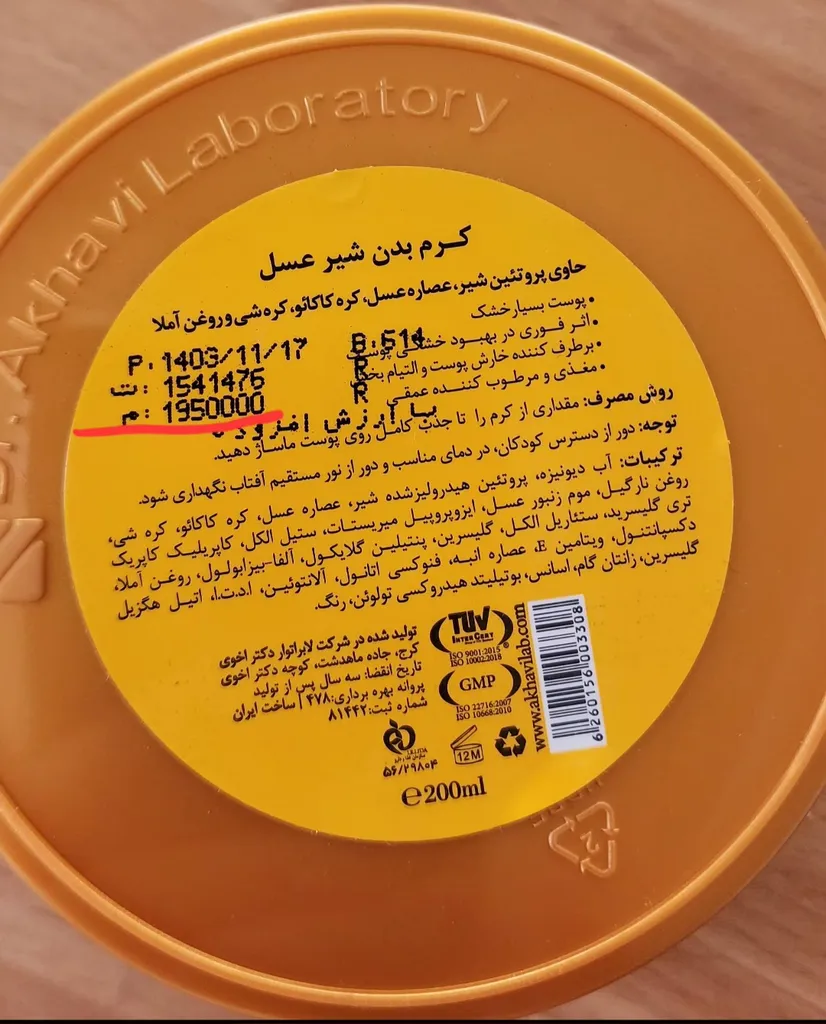 Dr. Akhavi Laboratory
کرم بدن شیر عسل
حاوی پروتئین شیر، عصاره عسل، کره کاکائو، کره شی و روغن آملا
• پوست بسیار خشک
• اثر فوری در بهبود خشکی پوست
• برطرف کننده خارش پوست و التیام بخش
• مغذی و مرطوب کننده عمقی
P: 1403/11/17 B:514
ت: 1541476 R
م: 1950000 R
با ارزش افزوده
روش مصرف: مقداری از کرم را تا جذب کامل روی پوست ماساژ دهید.
توجه: دور از دسترس کودکان، در دمای مناسب و دور از نور مستقیم آفتاب نگهداری شود.
ترکیبات: آب دیونیزه، پروتئین هیدرولیزشده شیر، عصاره عسل، کره کاکائو، کره شی،
روغن نارگیل، موم زنبور عسل، ایزوپروپیل میریستات، ستیل الکل، کاپریلیک کاپریک
تری گلیسرید، ستئاریل الکل، گلیسرین، پنتیلین گلایکول، آلفا-بیزابولول، روغن آملا،
دکسپانتنول، ویتامین E، عصاره انبه، فنوکسی اتانول، آلانتوئین، ا.د.ت.ا، اتیل هگزیل
گلیسرین، زانتان گام، اسانس، بوتیلیتد هیدروکسی تولوئن، رنگ.
تولید شده در شرکت لابراتوار دکتر اخوی
کرج، جاده ماهدشت، کوچه دکتر اخوی
تاریخ انقضا: سه سال پس از تولید
پروانه بهره برداری: ۴۷۸ | ساخت ایران
شماره ثبت: ۸۱۴۴۲
TUV
INTERCERT
ISO 9001:2015
ISO 10002:2018
GMP
ISO 22716:2007
ISO 10668:2010
www.akhavilab.com
6260156003308
۵۶/۲۹۸۰۴
12M
e200ml
2